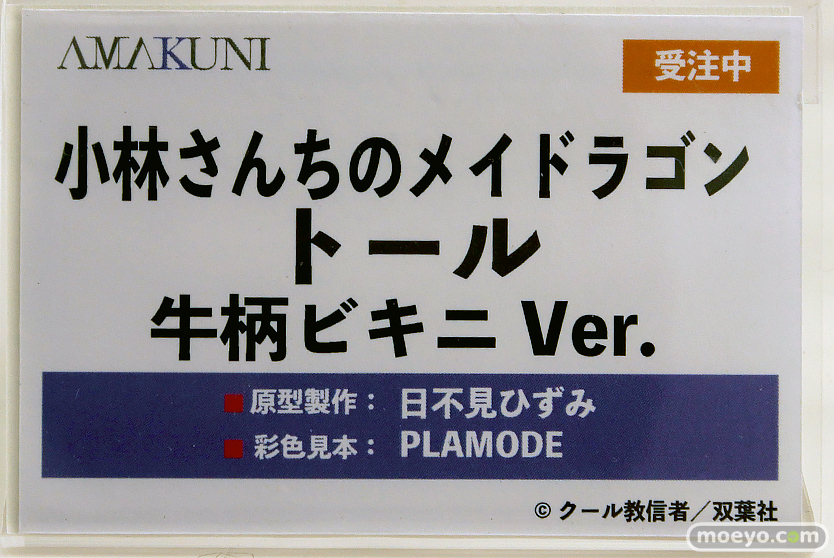 AMAKUNI
受注中
小林さんちのメイドラゴン
トール
牛柄ビキニ Ver.
■原型製作： 日不見ひずみ
■彩色見本： PLAMODE
© クール教信者／双葉社
moeyo.com